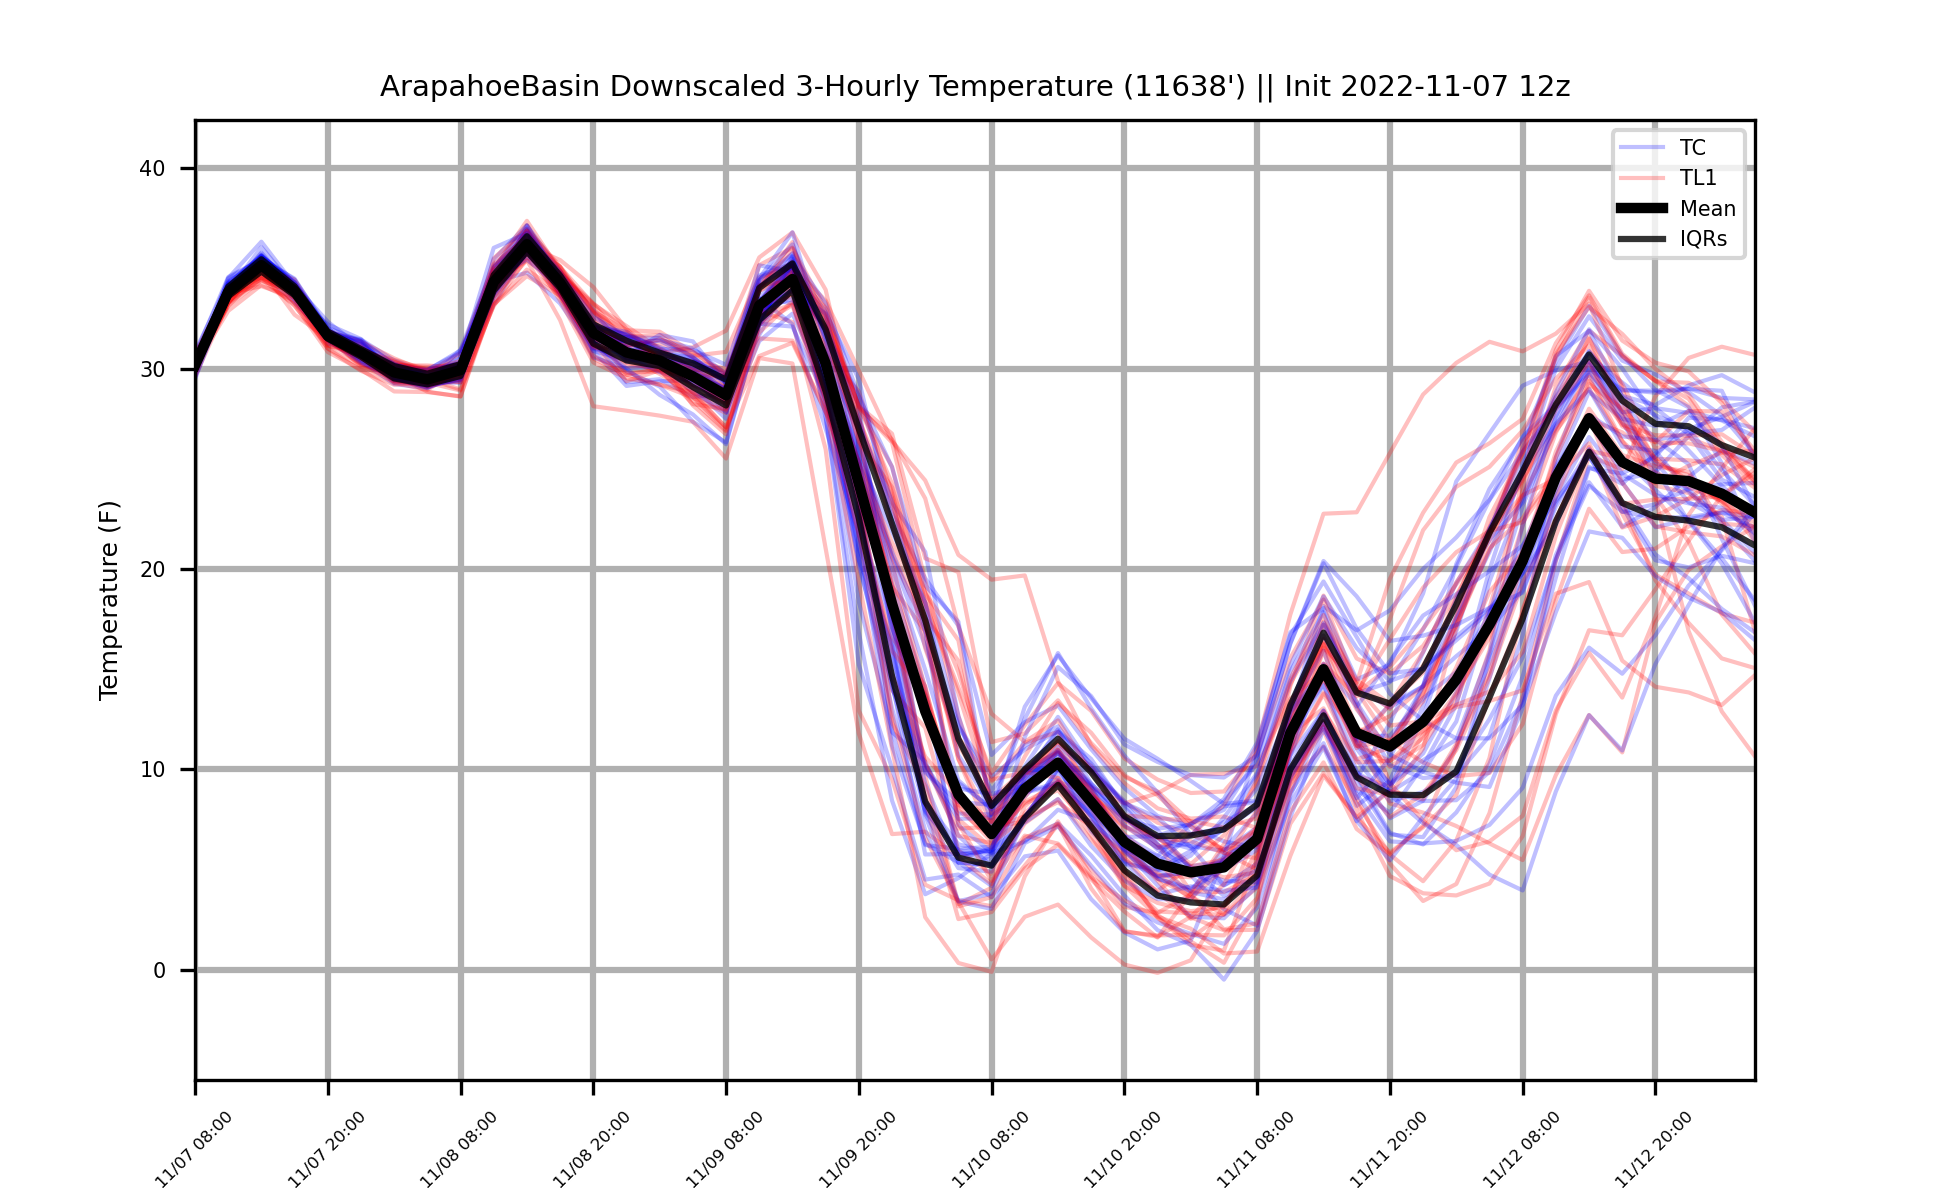 ArapahoeBasin Downscaled 3-Hourly Temperature (11638') || Init 2022-11-07 12z
TC
TL1
Mean
IQRs
Temperature (F)
40
30
20
10
0
11/07 08:00
11/07 20:00
11/08 08:00
11/08 20:00
11/09 08:00
11/09 20:00
11/10 08:00
11/10 20:00
11/11 08:00
11/11 20:00
11/12 08:00
11/12 20:00